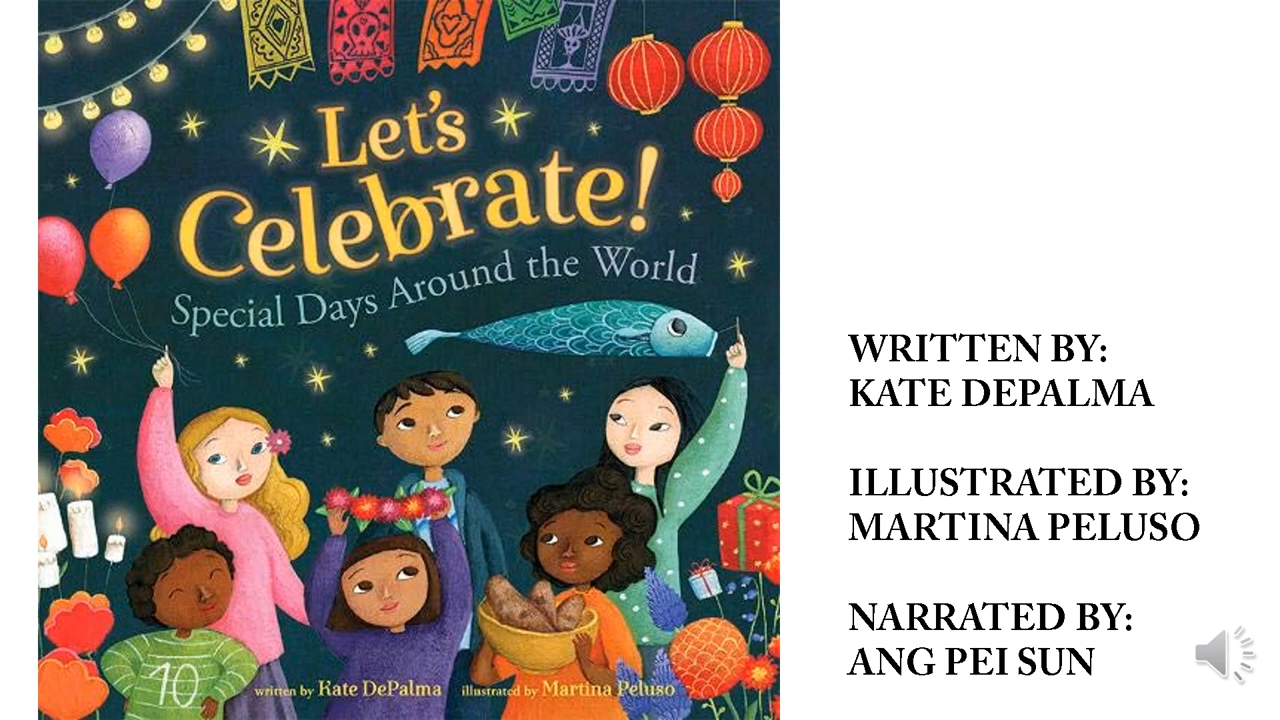 Let's
Celebrate!
Special Days Around the World
10
written by Kate DePalma illustrated by Martina Peluso
WRITTEN BY:
KATE DEPALMA
ILLUSTRATED BY:
MARTINA PELUSO
NARRATED BY:
ANG PEI SUN